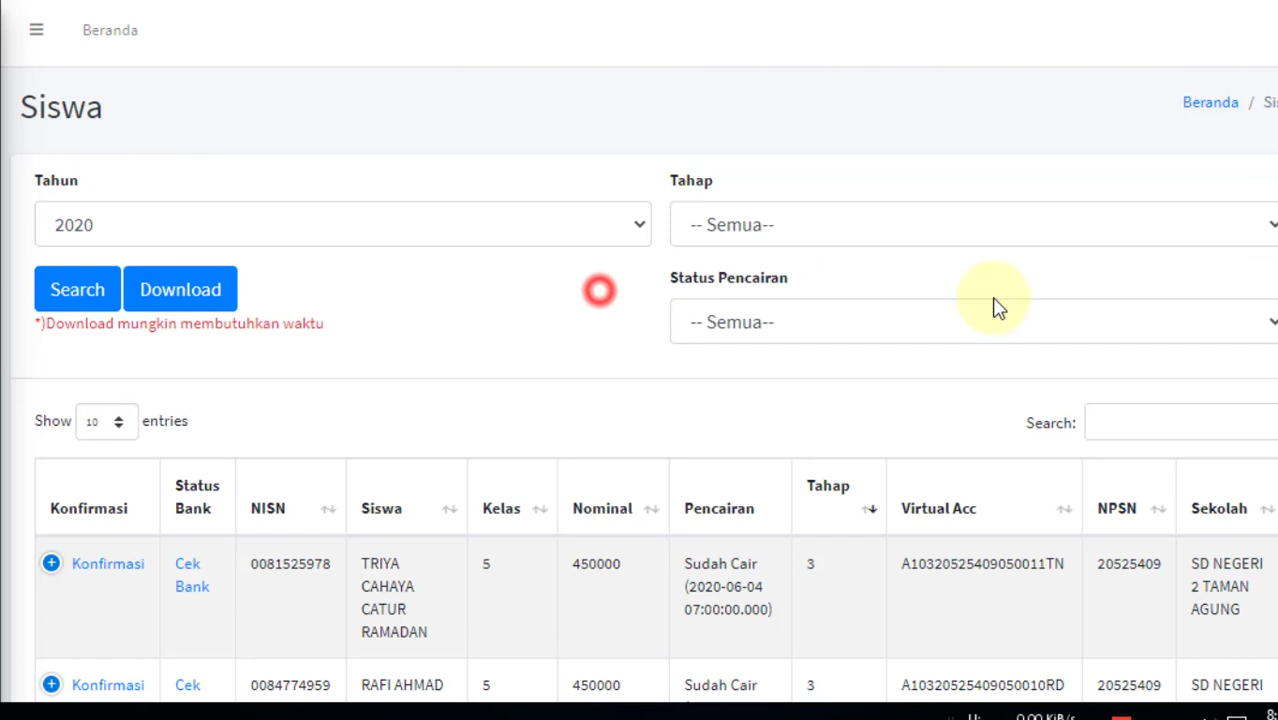 Beranda
Siswa
Beranda / Sis
Tahun
Tahap
2020
-- Semua--
Search
Download
Status Pencairan
*)Download mungkin membutuhkan waktu
-- Semua--
Show 10 entries
Search:
Konfirmasi
Status Bank
NISN
Siswa
Kelas
Nominal
Pencairan
Tahap
Virtual Acc
NPSN
Sekolah
Konfirmasi
Cek
Bank
0081525978
TRIYA
CAHAYA
CATUR
RAMADAN
5
450000
Sudah Cair
(2020-06-04
07:00:00.000)
3
A10320525409050011TN
20525409
SD NEGERI
2 TAMAN
AGUNG
Konfirmasi
Cek
0084774959
RAFI AHMAD
5
450000
Sudah Cair
3
A10320525409050010RD
20525409
SD NEGERI